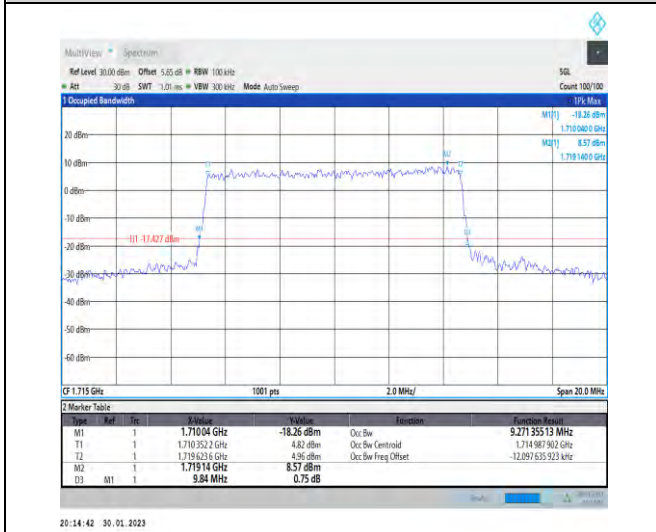 MultiView Spectrum
Ref Level 30.00 dBm Offset 5.85 dB RBW 100 kHz SGL
Att 30 dB SWT 1.01 ms VBW 300 kHz Mode Auto Sweep Count 100/100
1 Occupied Bandwidth 1Pk Max
M1[1] -18.26 dBm
1.710 040 0 GHz
20 dBm
M2[1] 8.57 dBm
1.719 140 0 GHz
10 dBm
T1 M2 T2
0 dBm
-10 dBm
M1 D3
H1 -17.427 dBm
-20 dBm
-30 dBm
-40 dBm
-50 dBm
-60 dBm
CF 1.715 GHz 1001 pts 2.0 MHz/ Span 20.0 MHz
2 Marker Table
Type Ref Trc X-Value Y-Value Function Function Result
M1 1 1.71004 GHz -18.26 dBm Occ Bw 9.271 355 13 MHz
T1 1 1.710 352 2 GHz 4.82 dBm Occ Bw Centroid 1.714 987 902 GHz
T2 1 1.719 623 6 GHz 4.96 dBm Occ Bw Freq Offset -12.097 635 923 kHz
M2 1 1.71914 GHz 8.57 dBm
D3 M1 1 9.84 MHz 0.75 dB
20:14:42 30.01.2023